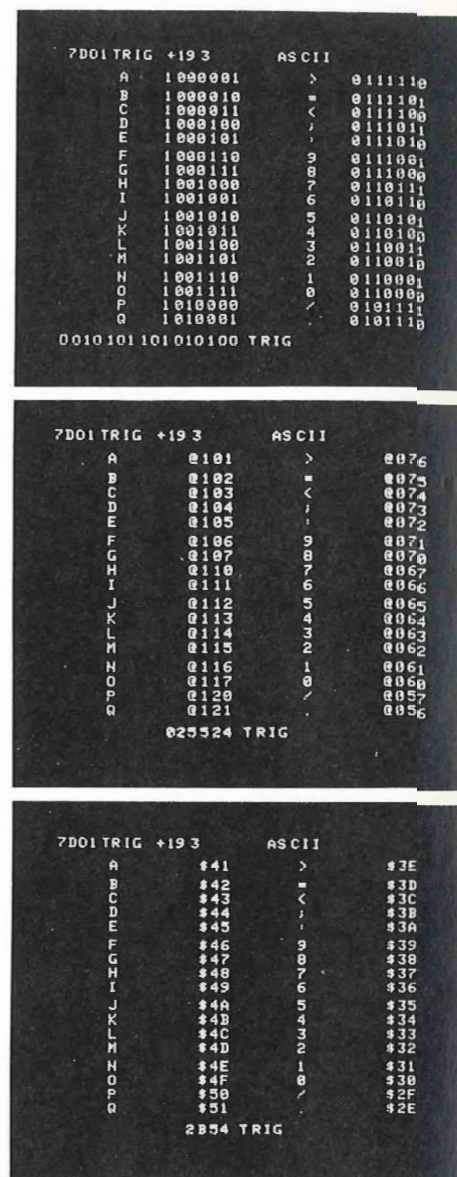 7D01 TRIG +193 ASCII
A 1000001 > 0111110
B 1000010 = 0111101
C 1000011 < 0111100
D 1000100 ; 0111011
E 1000101 : 0111010
F 1000110 9 0111001
G 1000111 8 0111000
H 1001000 7 0110111
I 1001001 6 0110110
J 1001010 5 0110101
K 1001011 4 0110100
L 1001100 3 0110011
M 1001101 2 0110010
N 1001110 1 0110001
O 1001111 0 0110000
P 1010000 / 0101111
Q 1010001 . 0101110
0010101101010100 TRIG
7D01 TRIG +193 ASCII
A @101 > @076
B @102 = @075
C @103 < @074
D @104 ; @073
E @105 : @072
F @106 9 @071
G @107 8 @070
H @110 7 @067
I @111 6 @066
J @112 5 @065
K @113 4 @064
L @114 3 @063
M @115 2 @062
N @116 1 @061
O @117 0 @060
P @120 / @057
Q @121 . @056
025524 TRIG
7D01 TRIG +193 ASCII
A $41 > $3E
B $42 = $3D
C $43 < $3C
D $44 ; $3B
E $45 : $3A
F $46 9 $39
G $47 8 $38
H $48 7 $37
I $49 6 $36
J $4A 5 $35
K $4B 4 $34
L $4C 3 $33
M $4D 2 $32
N $4E 1 $31
O $4F 0 $30
P $50 / $2F
Q $51 . $2E
2B54 TRIG